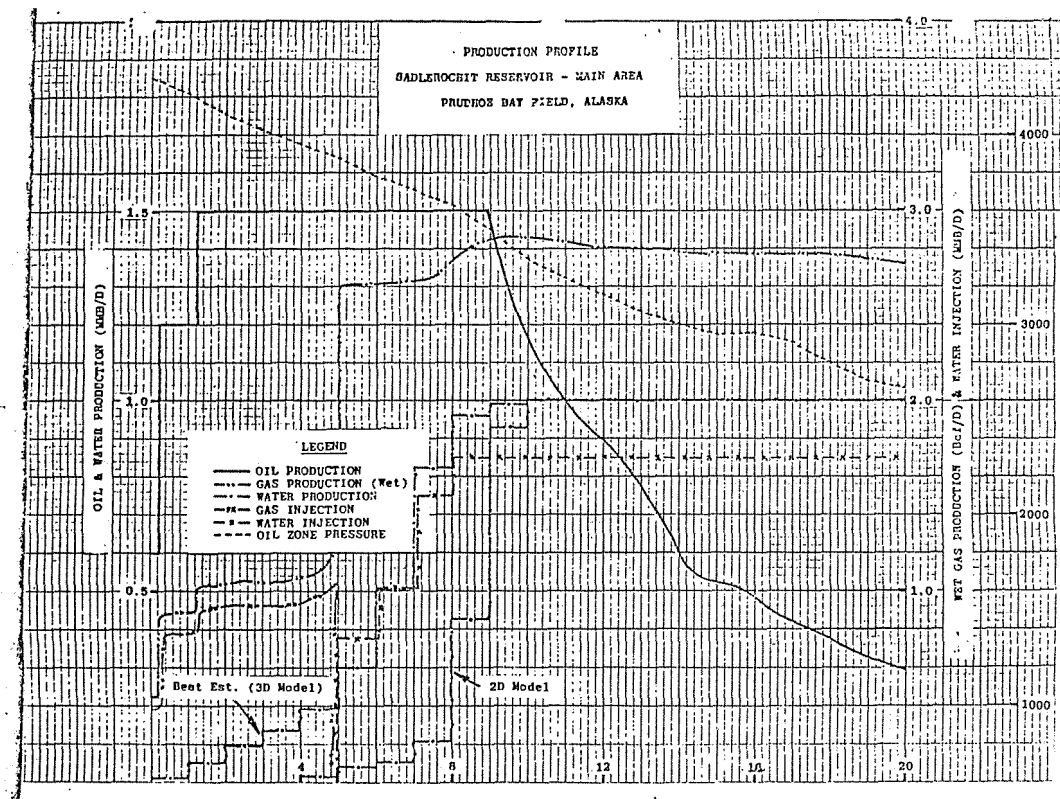 PRODUCTION PROFILE
SADLEROCHIT RESERVOIR - MAIN AREA
PRUDHOE BAY FIELD, ALASKA
4.0
4000
1.5
3.0
OIL & WATER PRODUCTION (MMB/D)
WET GAS PRODUCTION (Bcf/D) & WATER INJECTION (MMB/D)
3000
1.0
2.0
LEGEND
OIL PRODUCTION
GAS PRODUCTION (Wet)
WATER PRODUCTION
GAS INJECTION
WATER INJECTION
OIL ZONE PRESSURE
2000
0.5
1.0
Best Est. (3D Model)
2D Model
1000
4
8
12
16
20